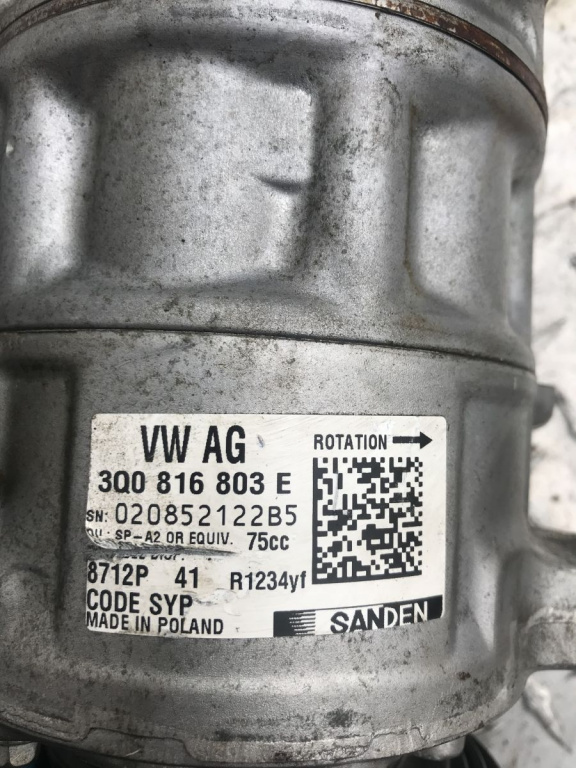 VW AG
ROTATION
3Q0 816 803 E
SN: 020852122B5
SP-A2 OR EQUIV. 75cc
8712P 41 R1234yf
CODE SYP
MADE IN POLAND
SANDEN